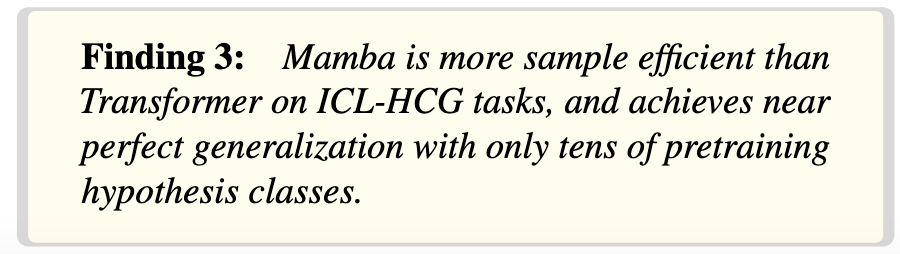 Finding 3: Mamba is more sample efficient than
Transformer on ICL-HCG tasks, and achieves near
perfect generalization with only tens of pretraining
hypothesis classes.